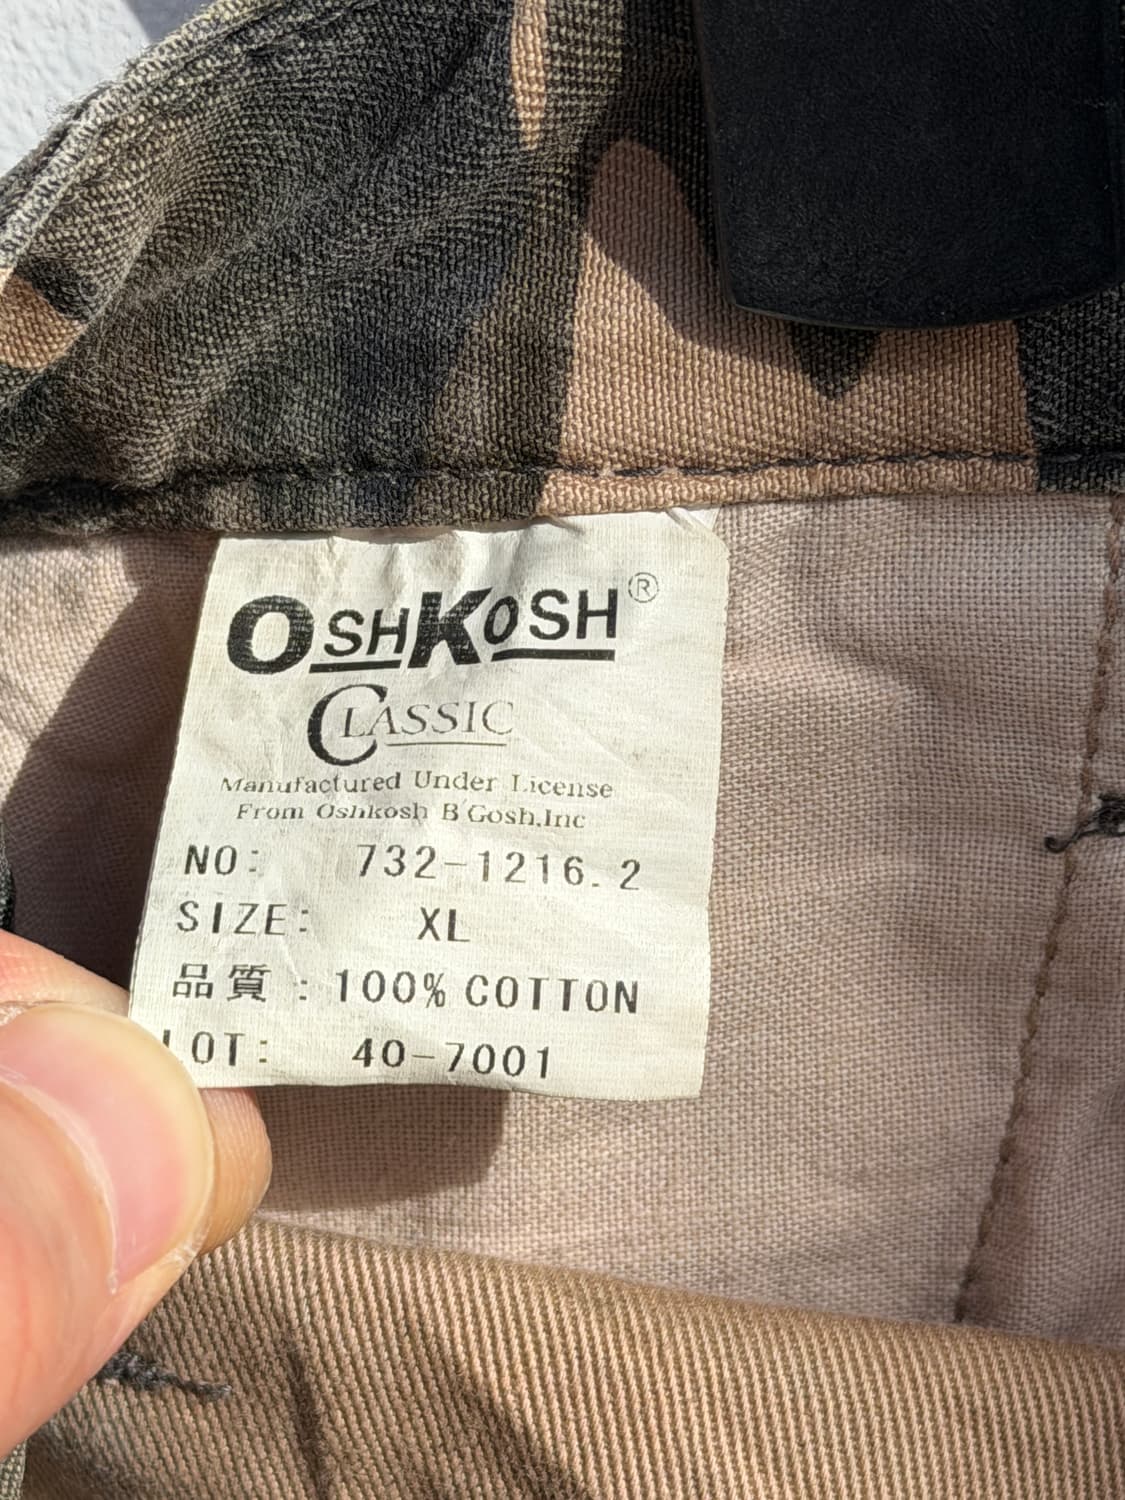 OSHKOSH®
CLASSIC
Manufactured Under License
From Oshkosh B'Gosh.Inc
NO: 732-1216.2
SIZE: XL
品質: 100% COTTON
LOT: 40-7001